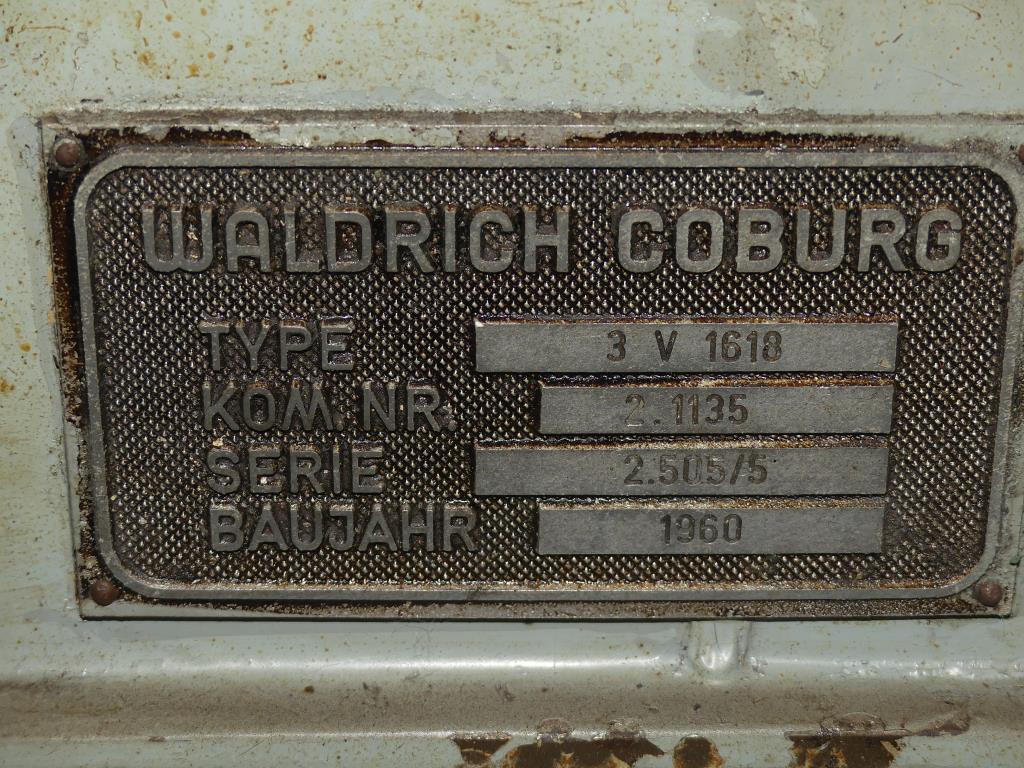 WALDRICH COBURG
TYPE 3 V 1618
KOM. NR. 2.1135
SERIE 2.505/5
BAUJAHR 1960